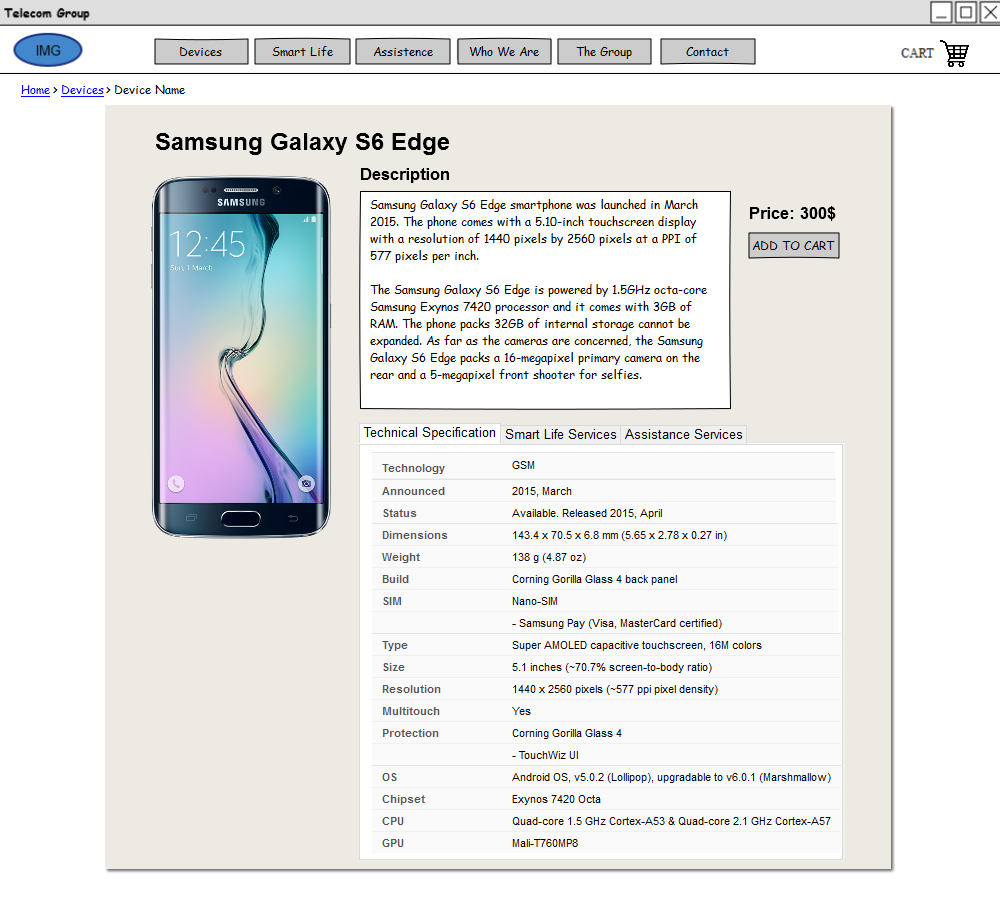 Telecom Group
IMG
Devices
Smart Life
Assistence
Who We Are
The Group
Contact
CART
Home > Devices > Device Name
Samsung Galaxy S6 Edge
SAMSUNG
12:45
Sun, 1 March
Description
Samsung Galaxy S6 Edge smartphone was launched in March
2015. The phone comes with a 5.10-inch touchscreen display
with a resolution of 1440 pixels by 2560 pixels at a PPI of
577 pixels per inch.
The Samsung Galaxy S6 Edge is powered by 1.5GHz octa-core
Samsung Exynos 7420 processor and it comes with 3GB of
RAM. The phone packs 32GB of internal storage cannot be
expanded. As far as the cameras are concerned, the Samsung
Galaxy S6 Edge packs a 16-megapixel primary camera on the
rear and a 5-megapixel front shooter for selfies.
Price: 300$
ADD TO CART
Technical Specification
Smart Life Services
Assistance Services
Technology GSM
Announced 2015, March
Status Available. Released 2015, April
Dimensions 143.4 x 70.5 x 6.8 mm (5.65 x 2.78 x 0.27 in)
Weight 138 g (4.87 oz)
Build Corning Gorilla Glass 4 back panel
SIM Nano-SIM
- Samsung Pay (Visa, MasterCard certified)
Type Super AMOLED capacitive touchscreen, 16M colors
Size 5.1 inches (~70.7% screen-to-body ratio)
Resolution 1440 x 2560 pixels (~577 ppi pixel density)
Multitouch Yes
Protection Corning Gorilla Glass 4
- TouchWiz UI
OS Android OS, v5.0.2 (Lollipop), upgradable to v6.0.1 (Marshmallow)
Chipset Exynos 7420 Octa
CPU Quad-core 1.5 GHz Cortex-A53 & Quad-core 2.1 GHz Cortex-A57
GPU Mali-T760MP8